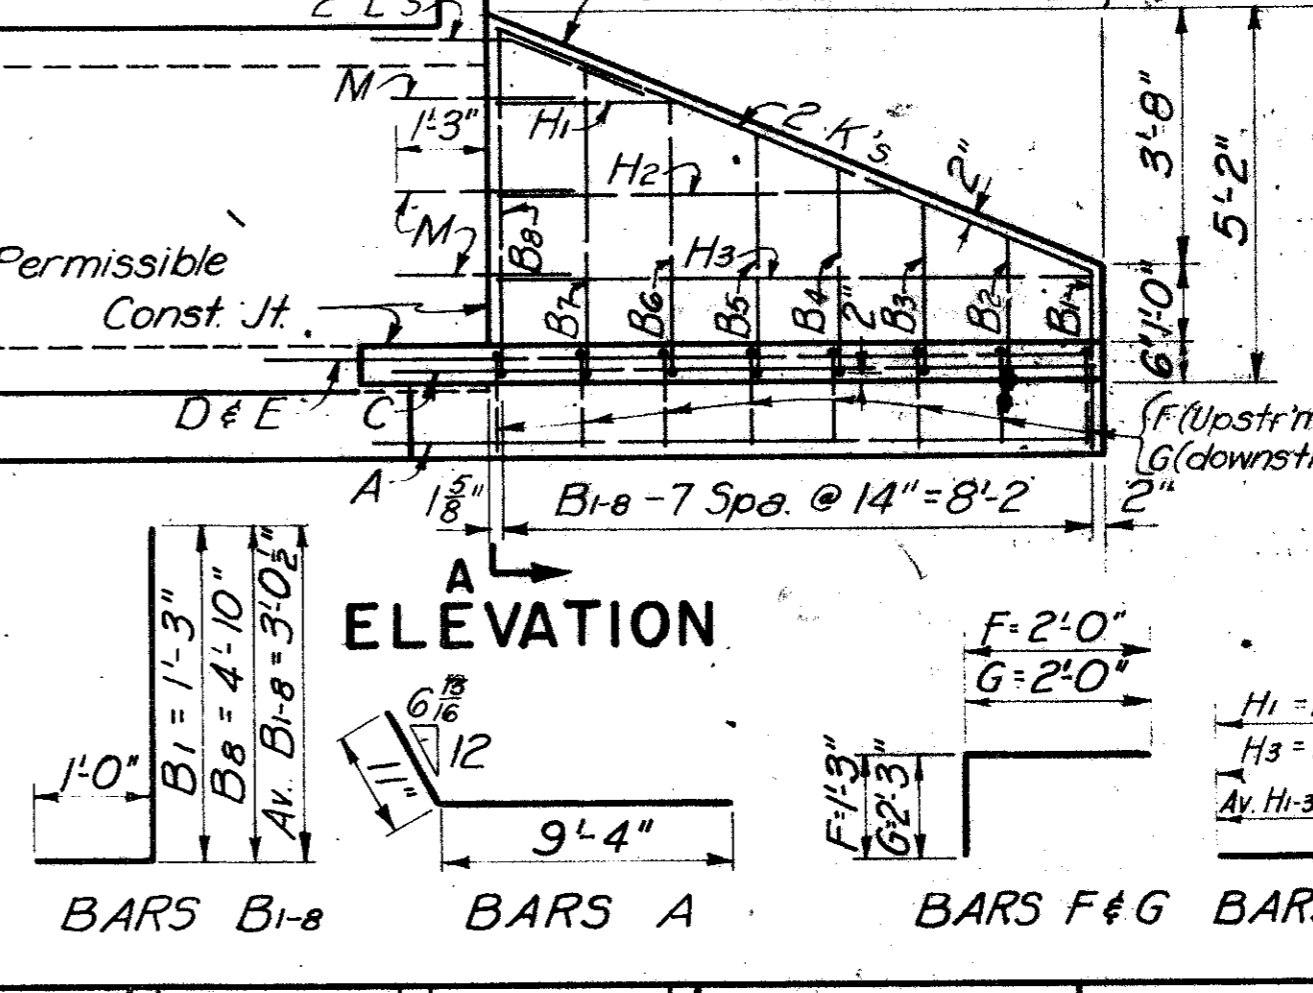 2 L's
M
1'-3"
H1
2 K's
2"
3'-8"
5'-2"
H2
M
B8
H3
Permissible
Const. Jt.
B7
B6
B5
B4
2"
B3
B2
B1
1'-0"
6"
D & E
C
A
F (Upstr'm
G (downstr
1 5/8"
B1-8 - 7 Spa. @ 14" = 8'-2
2"
A
ELEVATION
1'-0"
B1 = 1'-3"
B8 = 4'-10"
Av. B1-8 = 3'-0 1/2"
6 13/16
12
11"
9'-4"
F = 2'-0"
G = 2'-0"
F = 1'-3"
G = 2'-3"
H1 =
H3 =
Av. H1-3
BARS B1-8
BARS A
BARS F & G
BARS